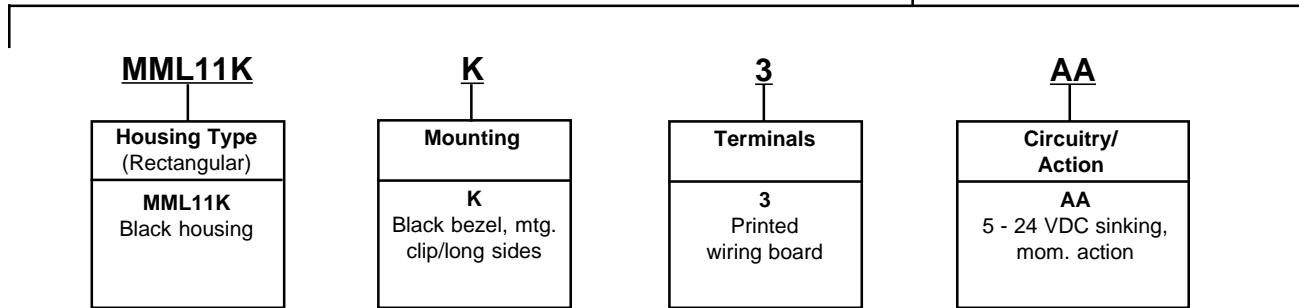 MML11K K 3 AA
Housing Type
(Rectangular)
MML11K
Black housing
Mounting
K
Black bezel, mtg.
clip/long sides
Terminals
3
Printed
wiring board
Circuitry/
Action
AA
5 - 24 VDC sinking,
mom. action